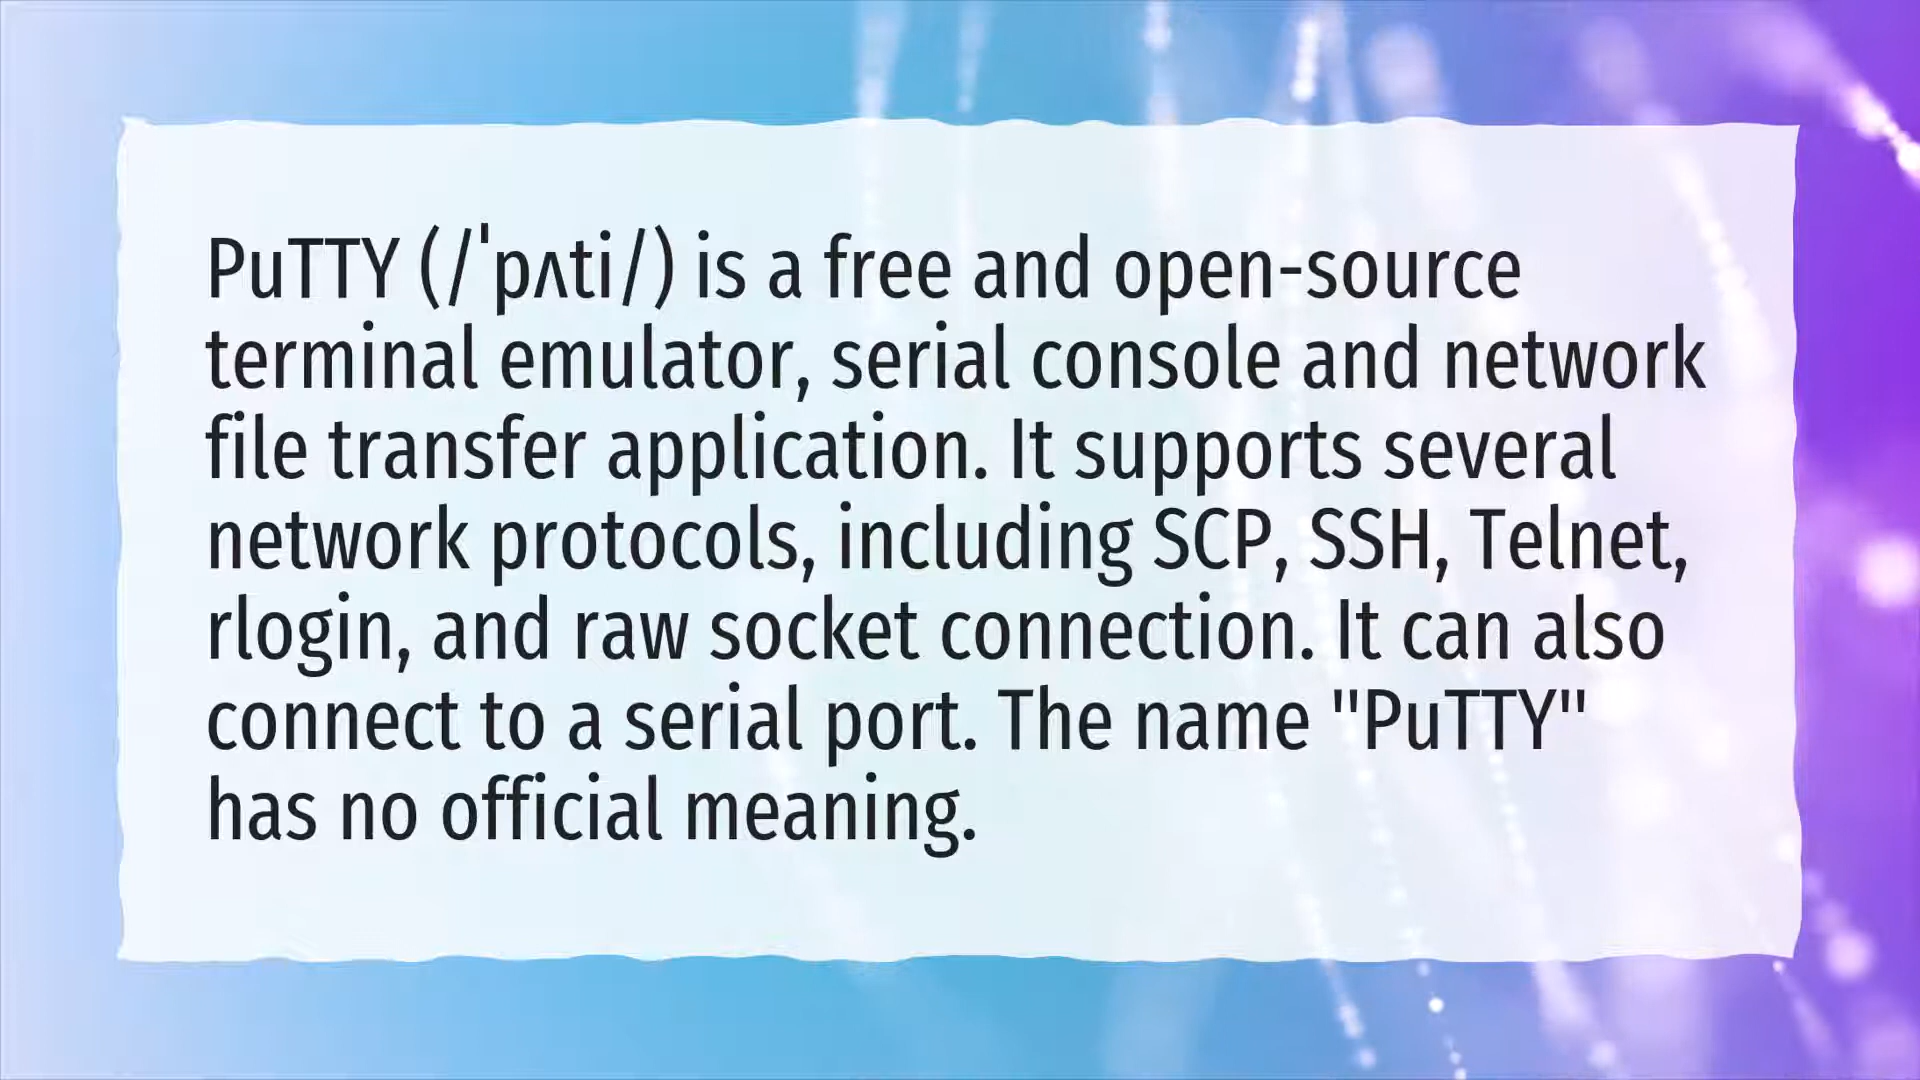 PuTTY (/ˈpʌti/) is a free and open-source
terminal emulator, serial console and network
file transfer application. It supports several
network protocols, including SCP, SSH, Telnet,
rlogin, and raw socket connection. It can also
connect to a serial port. The name "PuTTY"
has no official meaning.